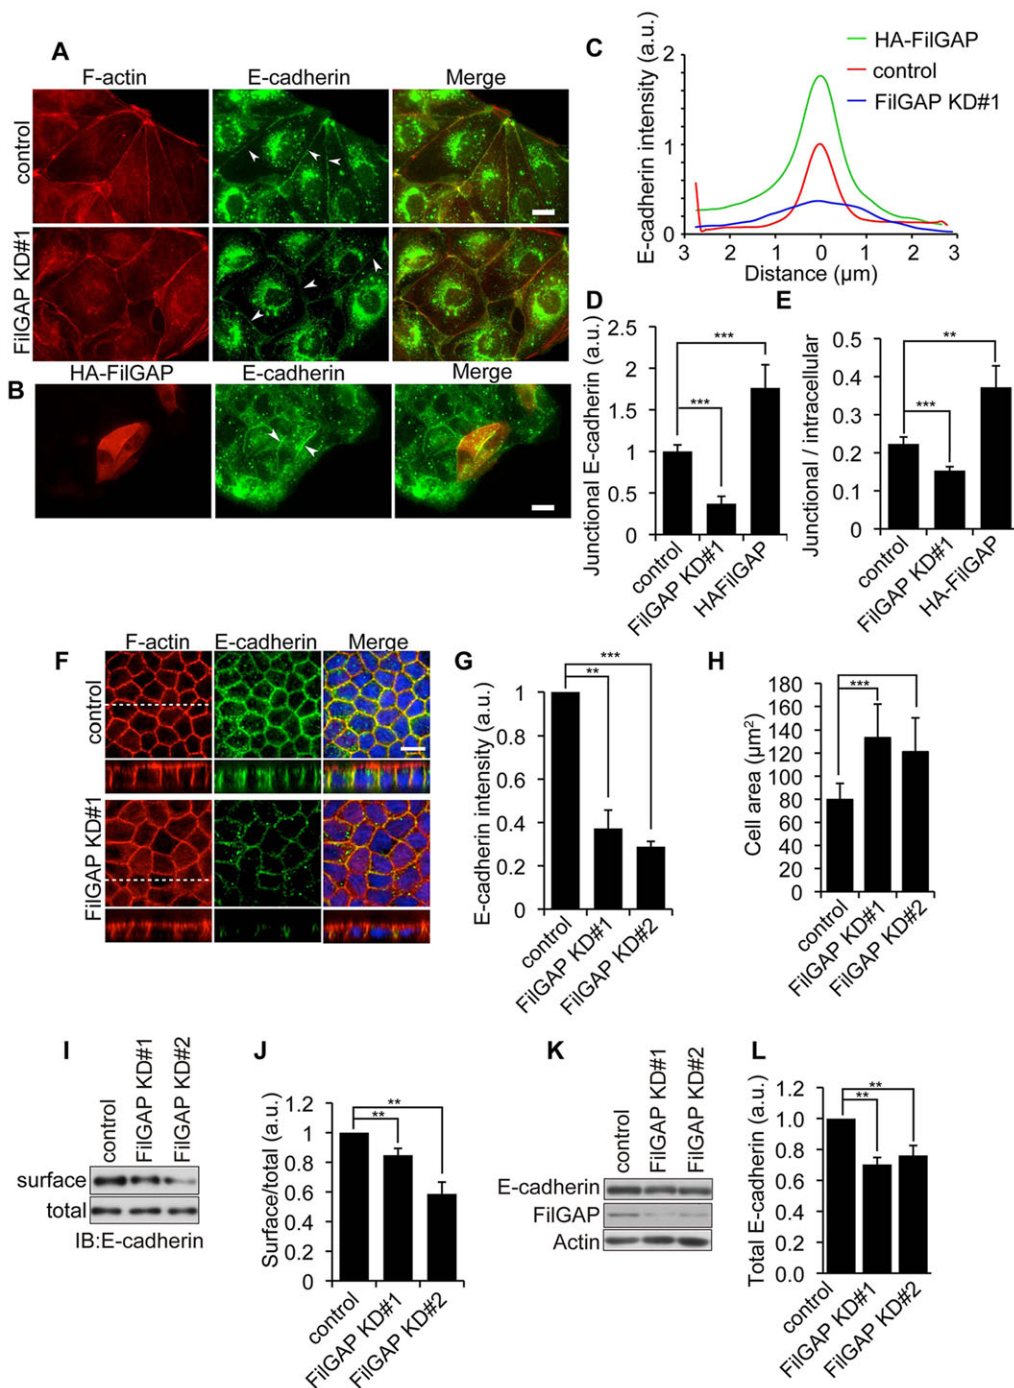 A
F-actin
E-cadherin
Merge
control
FilGAP KD#1
B
HA-FilGAP
E-cadherin
Merge
C
HA-FilGAP
control
FilGAP KD#1
E-cadherin intensity (a.u.)
2
1
0
3 2 1 0 1 2 3
Distance (µm)
D
Junctional E-cadherin (a.u.)
2.5
2
1.5
1
0.5
0
***
***
control
FilGAP KD#1
HAFilGAP
E
Junctional / intracellular
0.5
0.4
0.3
0.2
0.1
0
**
***
control
FilGAP KD#1
HA-FilGAP
F
F-actin
E-cadherin
Merge
control
FilGAP KD#1
G
E-cadherin intensity (a.u.)
1
0.8
0.6
0.4
0.2
0
***
**
control
FilGAP KD#1
FilGAP KD#2
H
Cell area (µm²)
180
160
140
120
100
80
60
40
20
0
***
control
FilGAP KD#1
FilGAP KD#2
I
control
FilGAP KD#1
FilGAP KD#2
surface
total
IB:E-cadherin
J
Surface/total (a.u.)
1.2
1
0.8
0.6
0.4
0.2
0
**
**
control
FilGAP KD#1
FilGAP KD#2
K
control
FilGAP KD#1
FilGAP KD#2
E-cadherin
FilGAP
Actin
L
Total E-cadherin (a.u.)
1.2
1.0
0.8
0.6
0.4
0.2
0.0
**
**
control
FilGAP KD#1
FilGAP KD#2